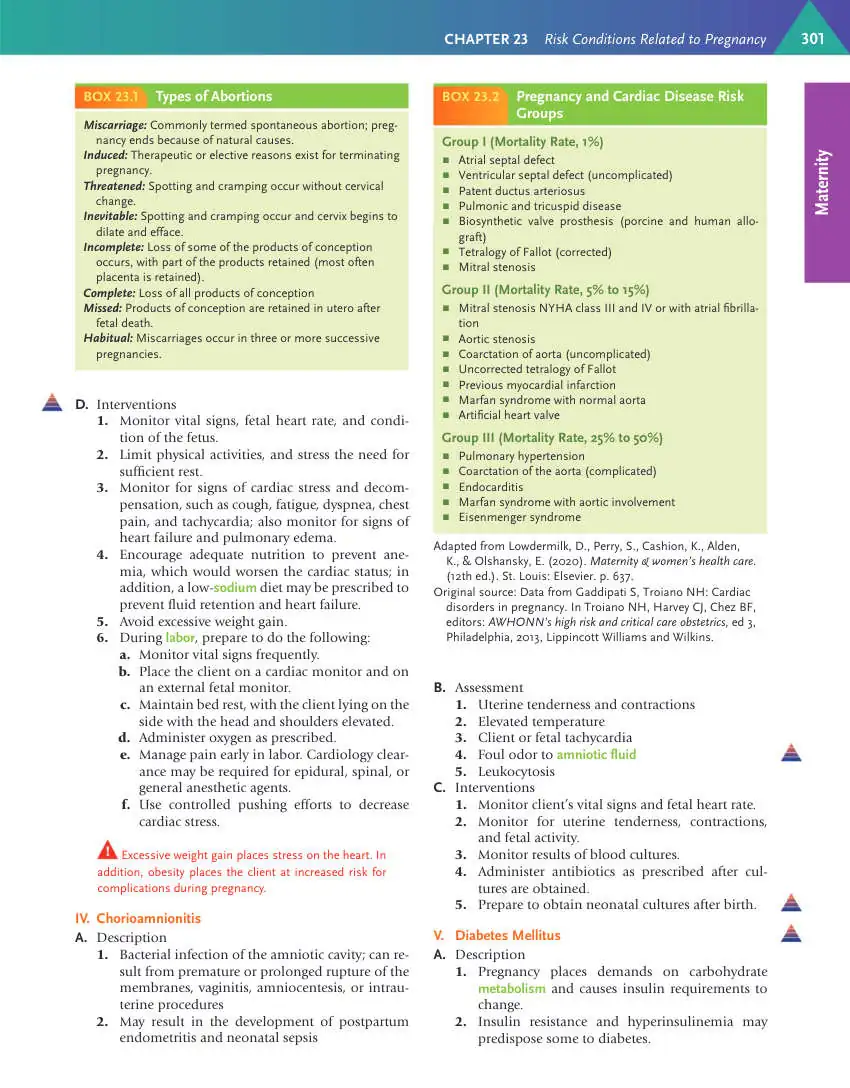 CHAPTER 23 Risk Conditions Related to Pregnancy 301
Maternity
BOX 23.1 Types of Abortions
Miscarriage: Commonly termed spontaneous abortion; preg-
nancy ends because of natural causes.
Induced: Therapeutic or elective reasons exist for terminating
pregnancy.
Threatened: Spotting and cramping occur without cervical
change.
Inevitable: Spotting and cramping occur and cervix begins to
dilate and efface.
Incomplete: Loss of some of the products of conception
occurs, with part of the products retained (most often
placenta is retained).
Complete: Loss of all products of conception
Missed: Products of conception are retained in utero after
fetal death.
Habitual: Miscarriages occur in three or more successive
pregnancies.
D. Interventions
1. Monitor vital signs, fetal heart rate, and condi-
tion of the fetus.
2. Limit physical activities, and stress the need for
sufficient rest.
3. Monitor for signs of cardiac stress and decom-
pensation, such as cough, fatigue, dyspnea, chest
pain, and tachycardia; also monitor for signs of
heart failure and pulmonary edema.
4. Encourage adequate nutrition to prevent ane-
mia, which would worsen the cardiac status; in
addition, a low-sodium diet may be prescribed to
prevent fluid retention and heart failure.
5. Avoid excessive weight gain.
6. During labor, prepare to do the following:
a. Monitor vital signs frequently.
b. Place the client on a cardiac monitor and on
an external fetal monitor.
c. Maintain bed rest, with the client lying on the
side with the head and shoulders elevated.
d. Administer oxygen as prescribed.
e. Manage pain early in labor. Cardiology clear-
ance may be required for epidural, spinal, or
general anesthetic agents.
f. Use controlled pushing efforts to decrease
cardiac stress.
Excessive weight gain places stress on the heart. In
addition, obesity places the client at increased risk for
complications during pregnancy.
IV. Chorioamnionitis
A. Description
1. Bacterial infection of the amniotic cavity; can re-
sult from premature or prolonged rupture of the
membranes, vaginitis, amniocentesis, or intrau-
terine procedures
2. May result in the development of postpartum
endometritis and neonatal sepsis
BOX 23.2 Pregnancy and Cardiac Disease Risk
Groups
Group I (Mortality Rate, 1%)
■ Atrial septal defect
■ Ventricular septal defect (uncomplicated)
■ Patent ductus arteriosus
■ Pulmonic and tricuspid disease
■ Biosynthetic valve prosthesis (porcine and human allo-
graft)
■ Tetralogy of Fallot (corrected)
■ Mitral stenosis
Group II (Mortality Rate, 5% to 15%)
■ Mitral stenosis NYHA class III and IV or with atrial fibrilla-
tion
■ Aortic stenosis
■ Coarctation of aorta (uncomplicated)
■ Uncorrected tetralogy of Fallot
■ Previous myocardial infarction
■ Marfan syndrome with normal aorta
■ Artificial heart valve
Group III (Mortality Rate, 25% to 50%)
■ Pulmonary hypertension
■ Coarctation of the aorta (complicated)
■ Endocarditis
■ Marfan syndrome with aortic involvement
■ Eisenmenger syndrome
Adapted from Lowdermilk, D., Perry, S., Cashion, K., Alden,
K., & Olshansky, E. (2020). Maternity & women's health care.
(12th ed.). St. Louis: Elsevier. p. 637.
Original source: Data from Gaddipati S, Troiano NH: Cardiac
disorders in pregnancy. In Troiano NH, Harvey CJ, Chez BF,
editors: AWHONN's high risk and critical care obstetrics, ed 3,
Philadelphia, 2013, Lippincott Williams and Wilkins.
B. Assessment
1. Uterine tenderness and contractions
2. Elevated temperature
3. Client or fetal tachycardia
4. Foul odor to amniotic fluid
5. Leukocytosis
C. Interventions
1. Monitor client's vital signs and fetal heart rate.
2. Monitor for uterine tenderness, contractions,
and fetal activity.
3. Monitor results of blood cultures.
4. Administer antibiotics as prescribed after cul-
tures are obtained.
5. Prepare to obtain neonatal cultures after birth.
V. Diabetes Mellitus
A. Description
1. Pregnancy places demands on carbohydrate
metabolism and causes insulin requirements to
change.
2. Insulin resistance and hyperinsulinemia may
predispose some to diabetes.